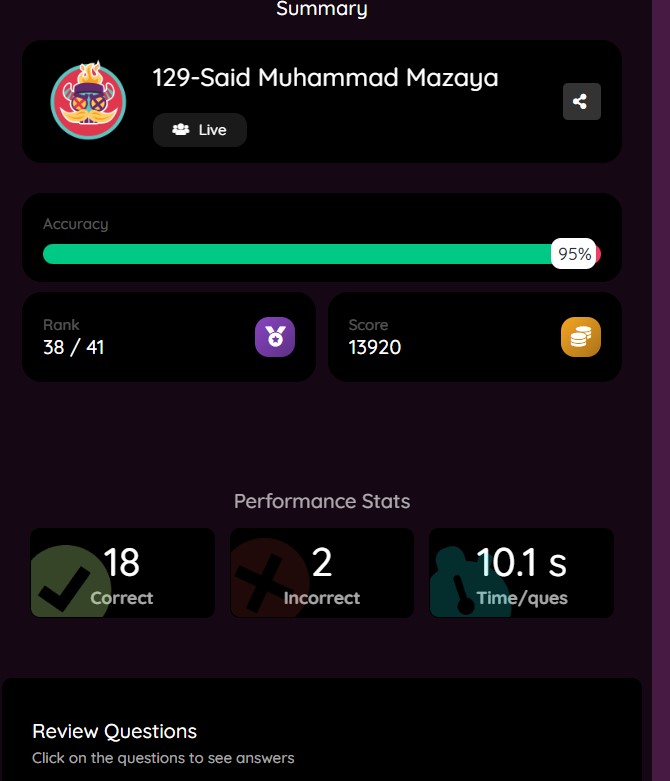 Summary
129-Said Muhammad Mazaya
Live
Accuracy
95%
Rank
38 / 41
Score
13920
Performance Stats
18
Correct
2
Incorrect
10.1 s
Time/ques
Review Questions
Click on the questions to see answers